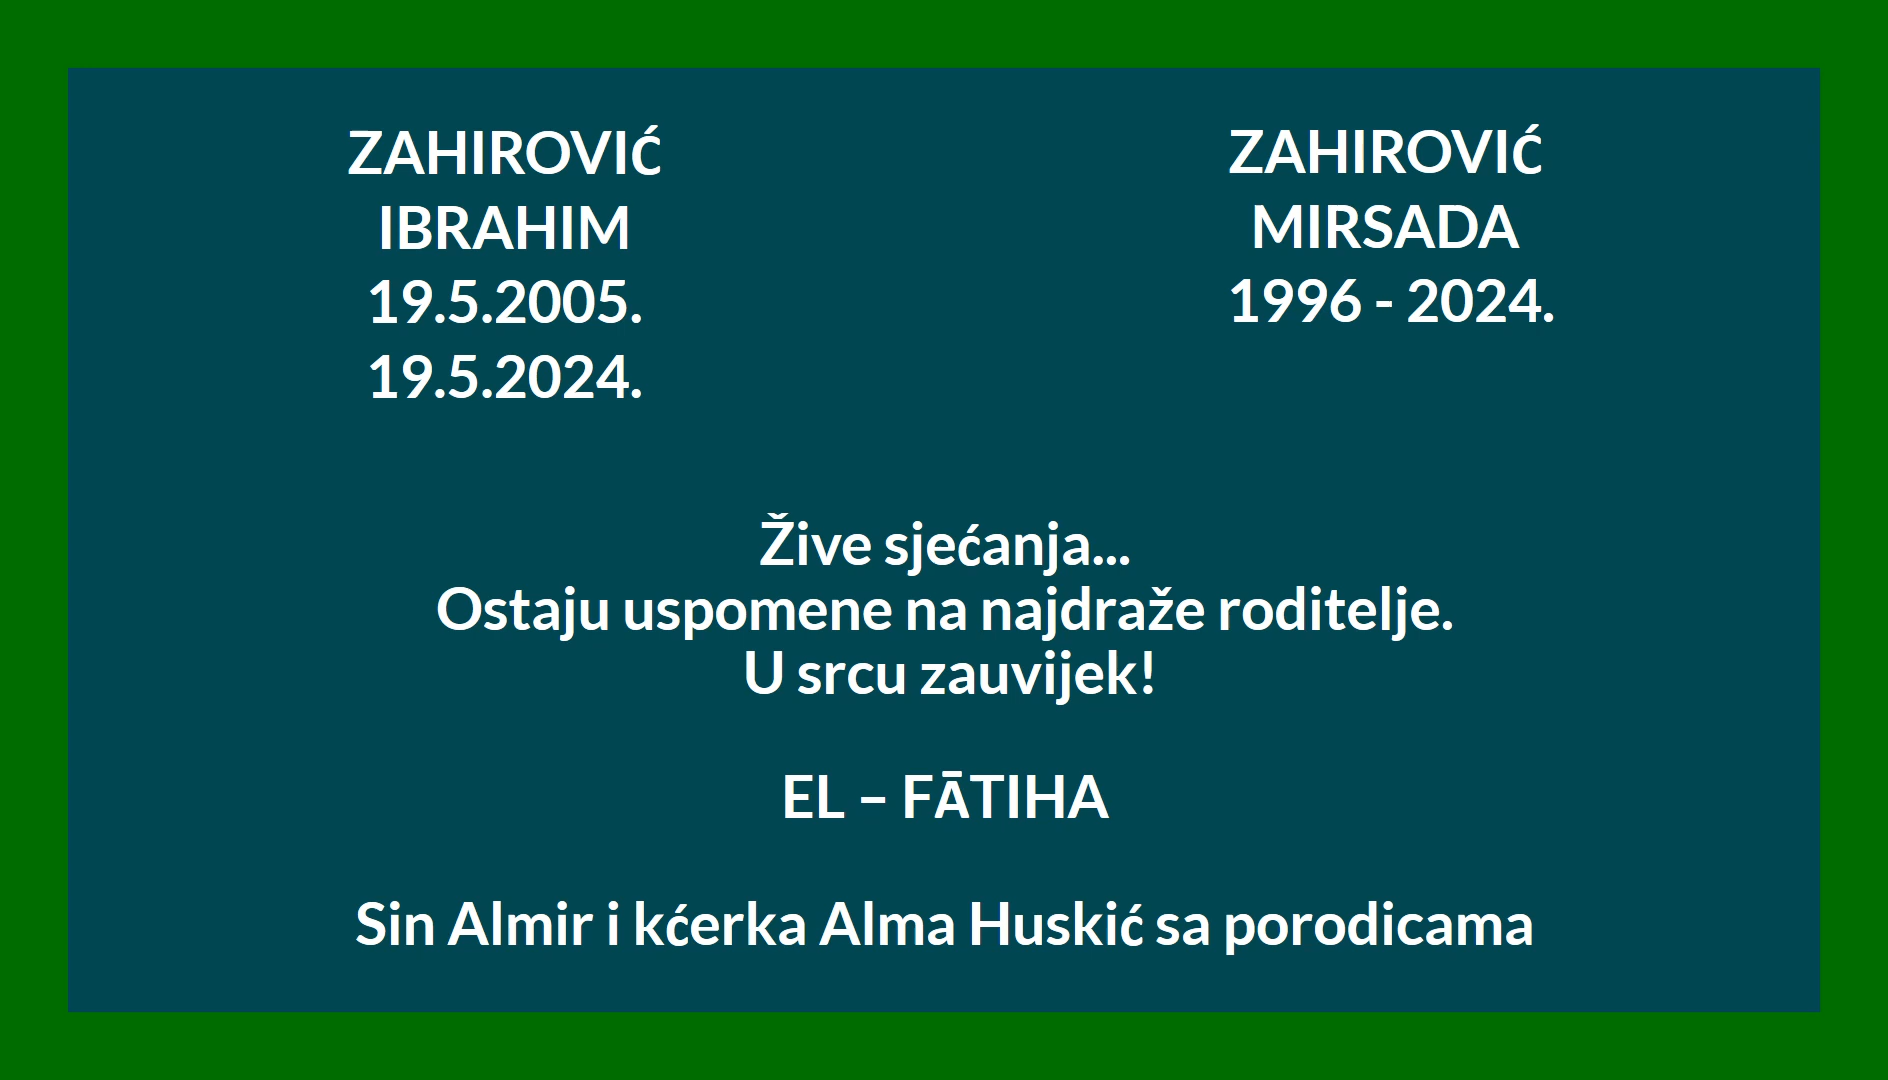 ZAHIROVIĆ
IBRAHIM
19.5.2005.
19.5.2024.
ZAHIROVIĆ
MIRSADA
1996 - 2024.
Žive sjećanja...
Ostaju uspomene na najdraže roditelje.
U srcu zauvijek!
EL – FĀTIHA
Sin Almir i kćerka Alma Huskić sa porodicama